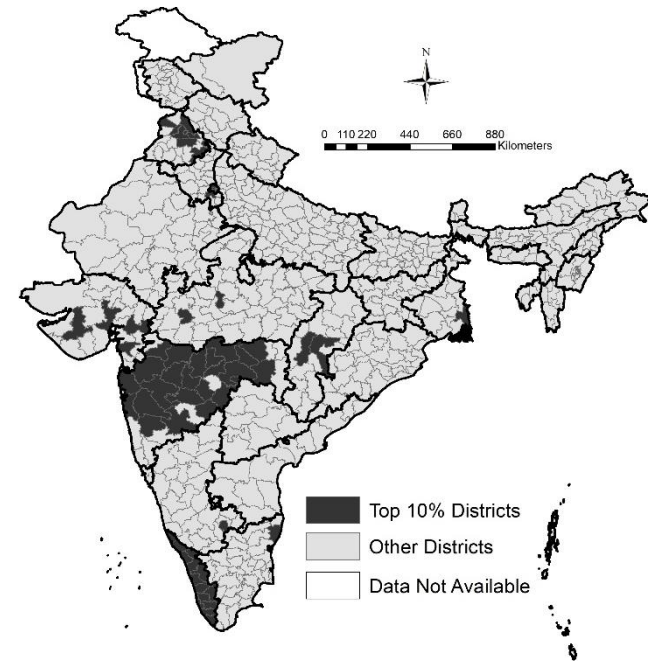 N
0 110 220 440 660 880
Kilometers
Top 10% Districts
Other Districts
Data Not Available